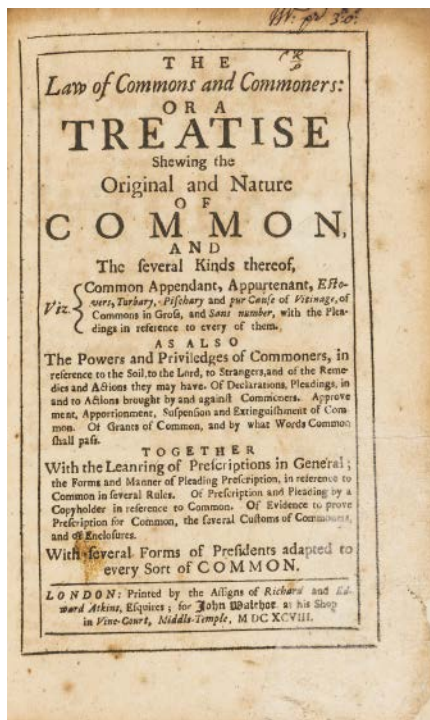 THE
Law of Commons and Commoners:
OR A
TREATISE
Shewing the
Original and Nature
OF
COMMON,
AND
The ſeveral Kinds thereof,
Viz. Common Appendant, Appurtenant, Eſto-
vers, Turbary, Piſchary and pur Cauſe of Vicinage, of
Commons in Groſs, and Sans number, with the Plea-
dings in reference to every of them.
AS ALSO
The Powers and Priviledges of Commoners, in
reference to the Soil, to the Lord, to Strangers, and of the Reme-
dies and Actions they may have. Of Declarations, Pleadings, in
and to Actions brought by and againſt Commoners. Approve
ment, Apportionment, Suſpenſion and Extinguiſhment of Com
mon. Of Grants of Common, and by what Words Common
ſhall paſs.
TOGETHER
With the Leanring of Preſcriptions in General;
the Forms and Manner of Pleading Preſcription, in reference to
Common in ſeveral Rules. Of Preſcription and Pleading by a
Copyholder in reference to Common. Of Evidence to prove
Preſcription for Common, the ſeveral Cuſtoms of Commoners,
and of Encloſures.
With ſeveral Forms of Preſidents adapted to
every Sort of COMMON.
LONDON: Printed by the Aſſigns of Richard and Ed-
ward Atkins, Eſquires; for John Walthoe at his Shop
in Vine-Court, Middle-Temple, MDCXCVIII.